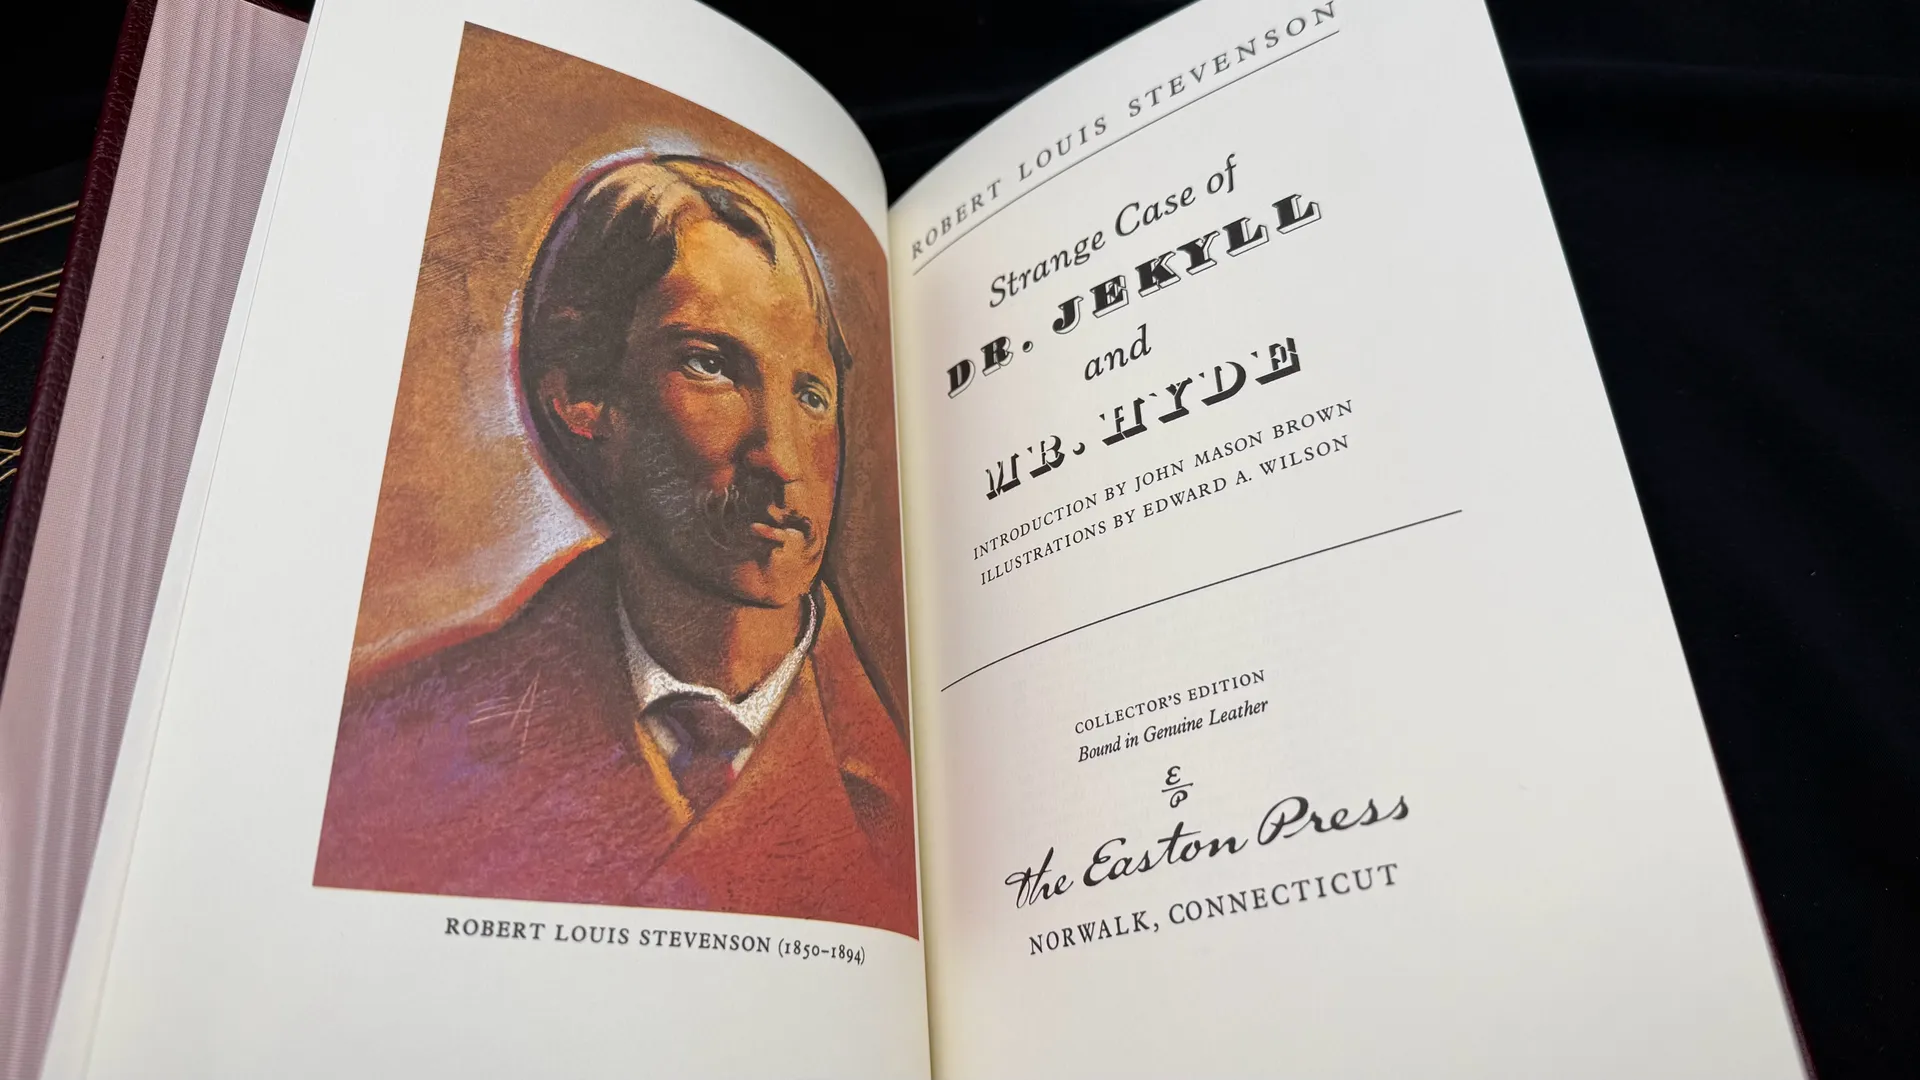 ROBERT LOUIS STEVENSON (1850–1894)
ROBERT LOUIS STEVENSON
Strange Case of
DR. JEKYLL
and
MR. HYDE
INTRODUCTION BY JOHN MASON BROWN
ILLUSTRATIONS BY EDWARD A. WILSON
COLLECTOR'S EDITION
Bound in Genuine Leather
E
P
The Easton Press
NORWALK, CONNECTICUT